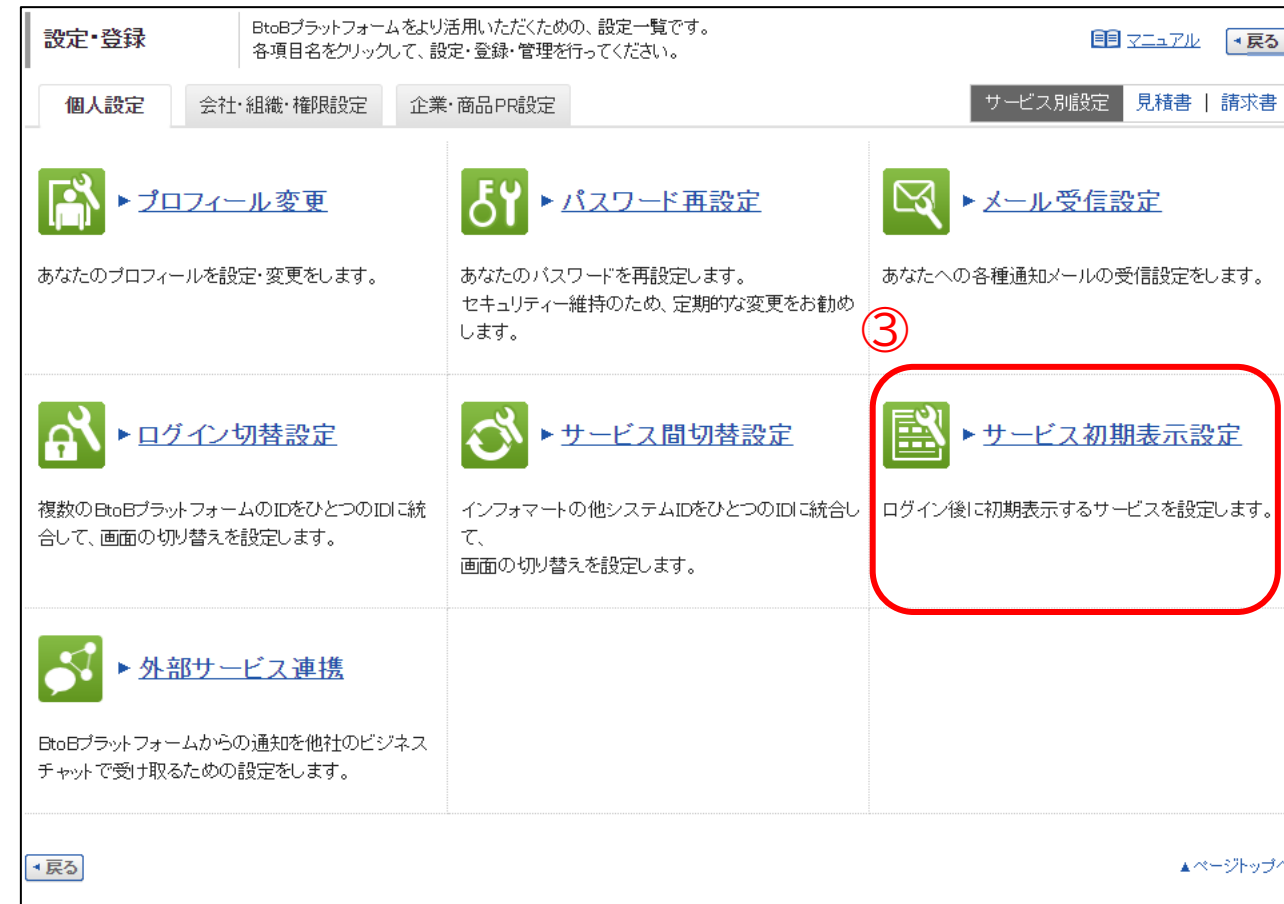 設定・登録
BtoBプラットフォームをより活用いただくための、設定一覧です。
各項目名をクリックして、設定・登録・管理を行ってください。
マニュアル
戻る
個人設定
会社・組織・権限設定
企業・商品PR設定
サービス別設定
見積書 | 請求書
プロフィール変更
パスワード再設定
メール受信設定
あなたのプロフィールを設定・変更をします。
あなたのパスワードを再設定します。
セキュリティー維持のため、定期的な変更をお勧め
します。
あなたへの各種通知メールの受信設定をします。
③
ログイン切替設定
サービス間切替設定
サービス初期表示設定
複数のBtoBプラットフォームのIDをひとつのIDに統
合して、画面の切り替えを設定します。
インフォマートの他システムIDをひとつのIDに統合し
て、
画面の切り替えを設定します。
ログイン後に初期表示するサービスを設定します。
外部サービス連携
BtoBプラットフォームからの通知を他社のビジネス
チャットで受け取るための設定をします。
戻る
▲ページトップへ